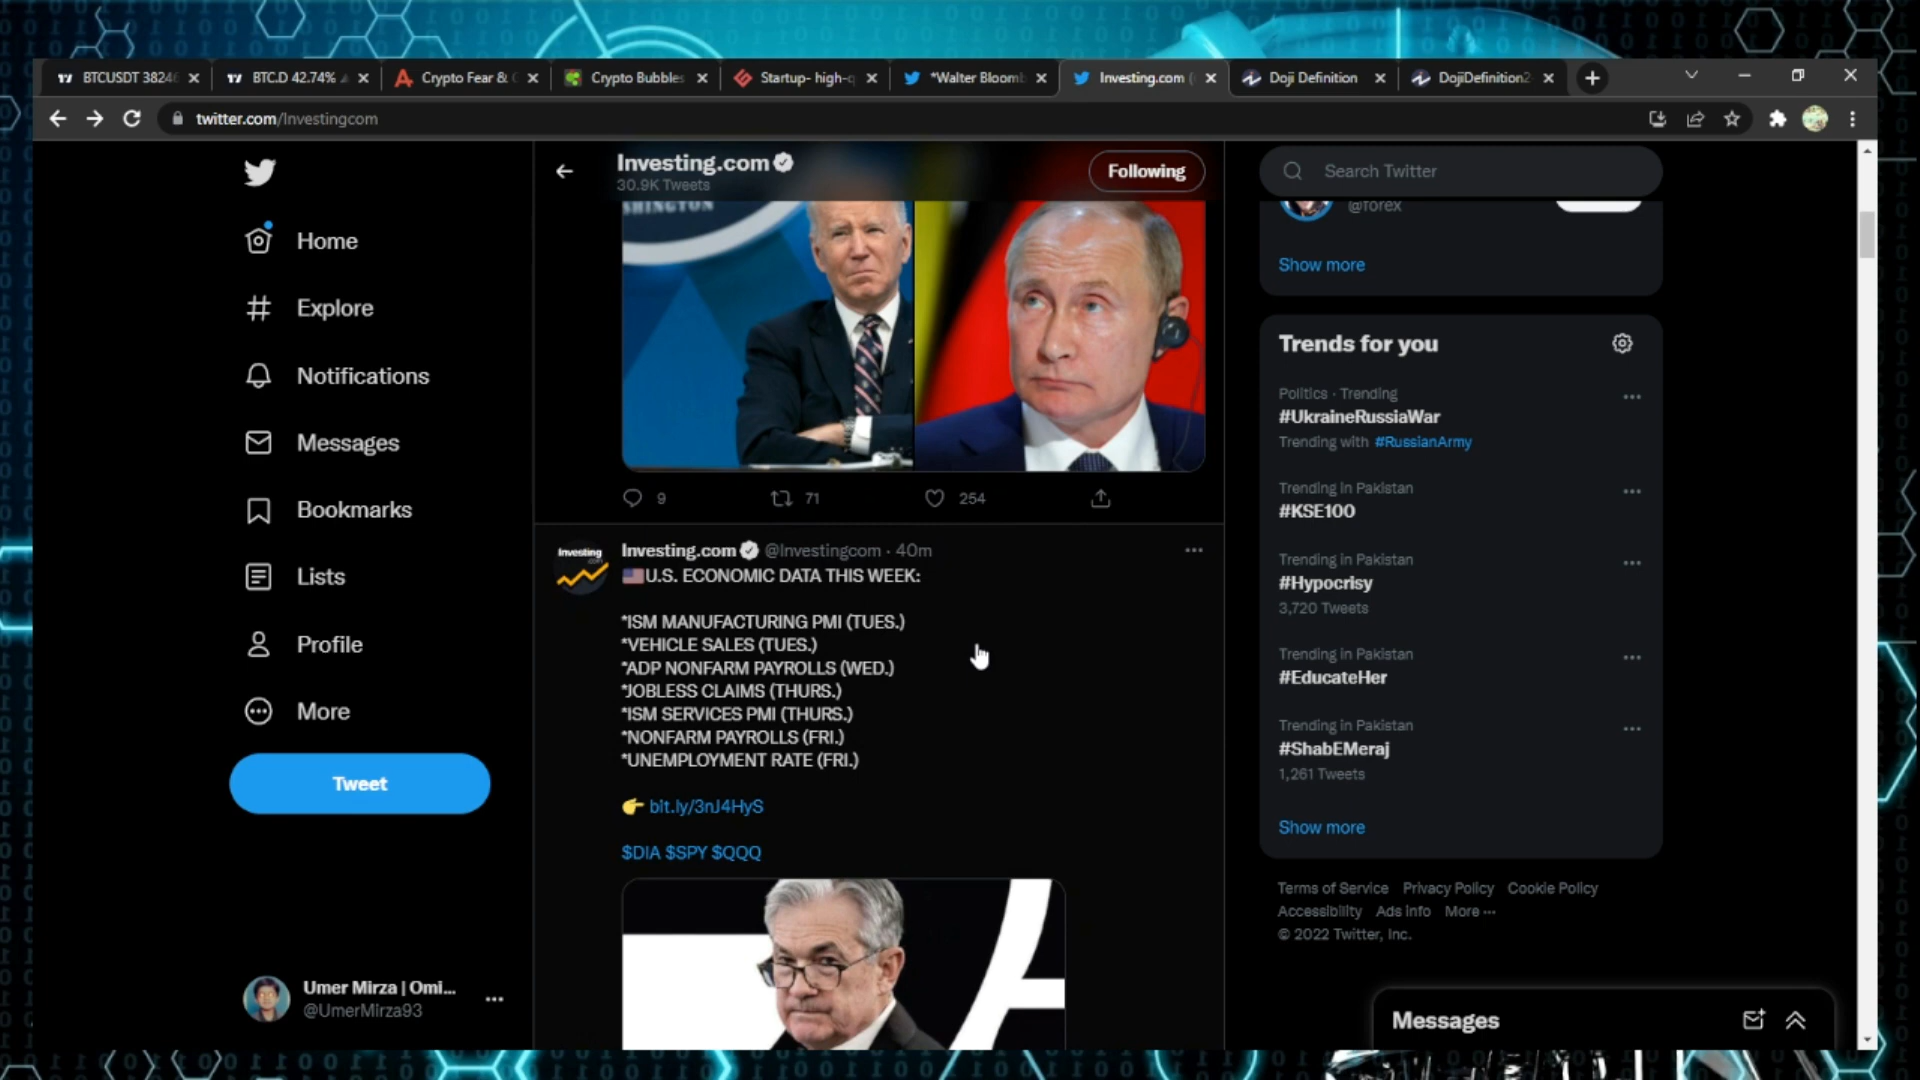 BTCUSDT 3824
BTC.D 42.74%
Crypto Fear &
Crypto Bubbles
Startup- high-q
*Walter Bloomb
Investing.com (
Doji Definition
DojiDefinition2-
twitter.com/Investingcom
Home
Explore
Notifications
Messages
Bookmarks
Lists
Profile
More
Tweet
Umer Mirza | Omi...
@UmerMirza93
Investing.com
30.9K Tweets
Following
SHINGTON
9
71
254
Investing.com @Investingcom · 40m
U.S. ECONOMIC DATA THIS WEEK:
*ISM MANUFACTURING PMI (TUES.)
*VEHICLE SALES (TUES.)
*ADP NONFARM PAYROLLS (WED.)
*JOBLESS CLAIMS (THURS.)
*ISM SERVICES PMI (THURS.)
*NONFARM PAYROLLS (FRI.)
*UNEMPLOYMENT RATE (FRI.)
bit.ly/3nJ4HyS
$DIA $SPY $QQQ
Search Twitter
@forex
Show more
Trends for you
Politics · Trending
#UkraineRussiaWar
Trending with #RussianArmy
Trending in Pakistan
#KSE100
Trending in Pakistan
#Hypocrisy
3,720 Tweets
Trending in Pakistan
#EducateHer
Trending in Pakistan
#ShabEMeraj
1,261 Tweets
Show more
Terms of Service Privacy Policy Cookie Policy
Accessibility Ads info More ···
© 2022 Twitter, Inc.
Messages